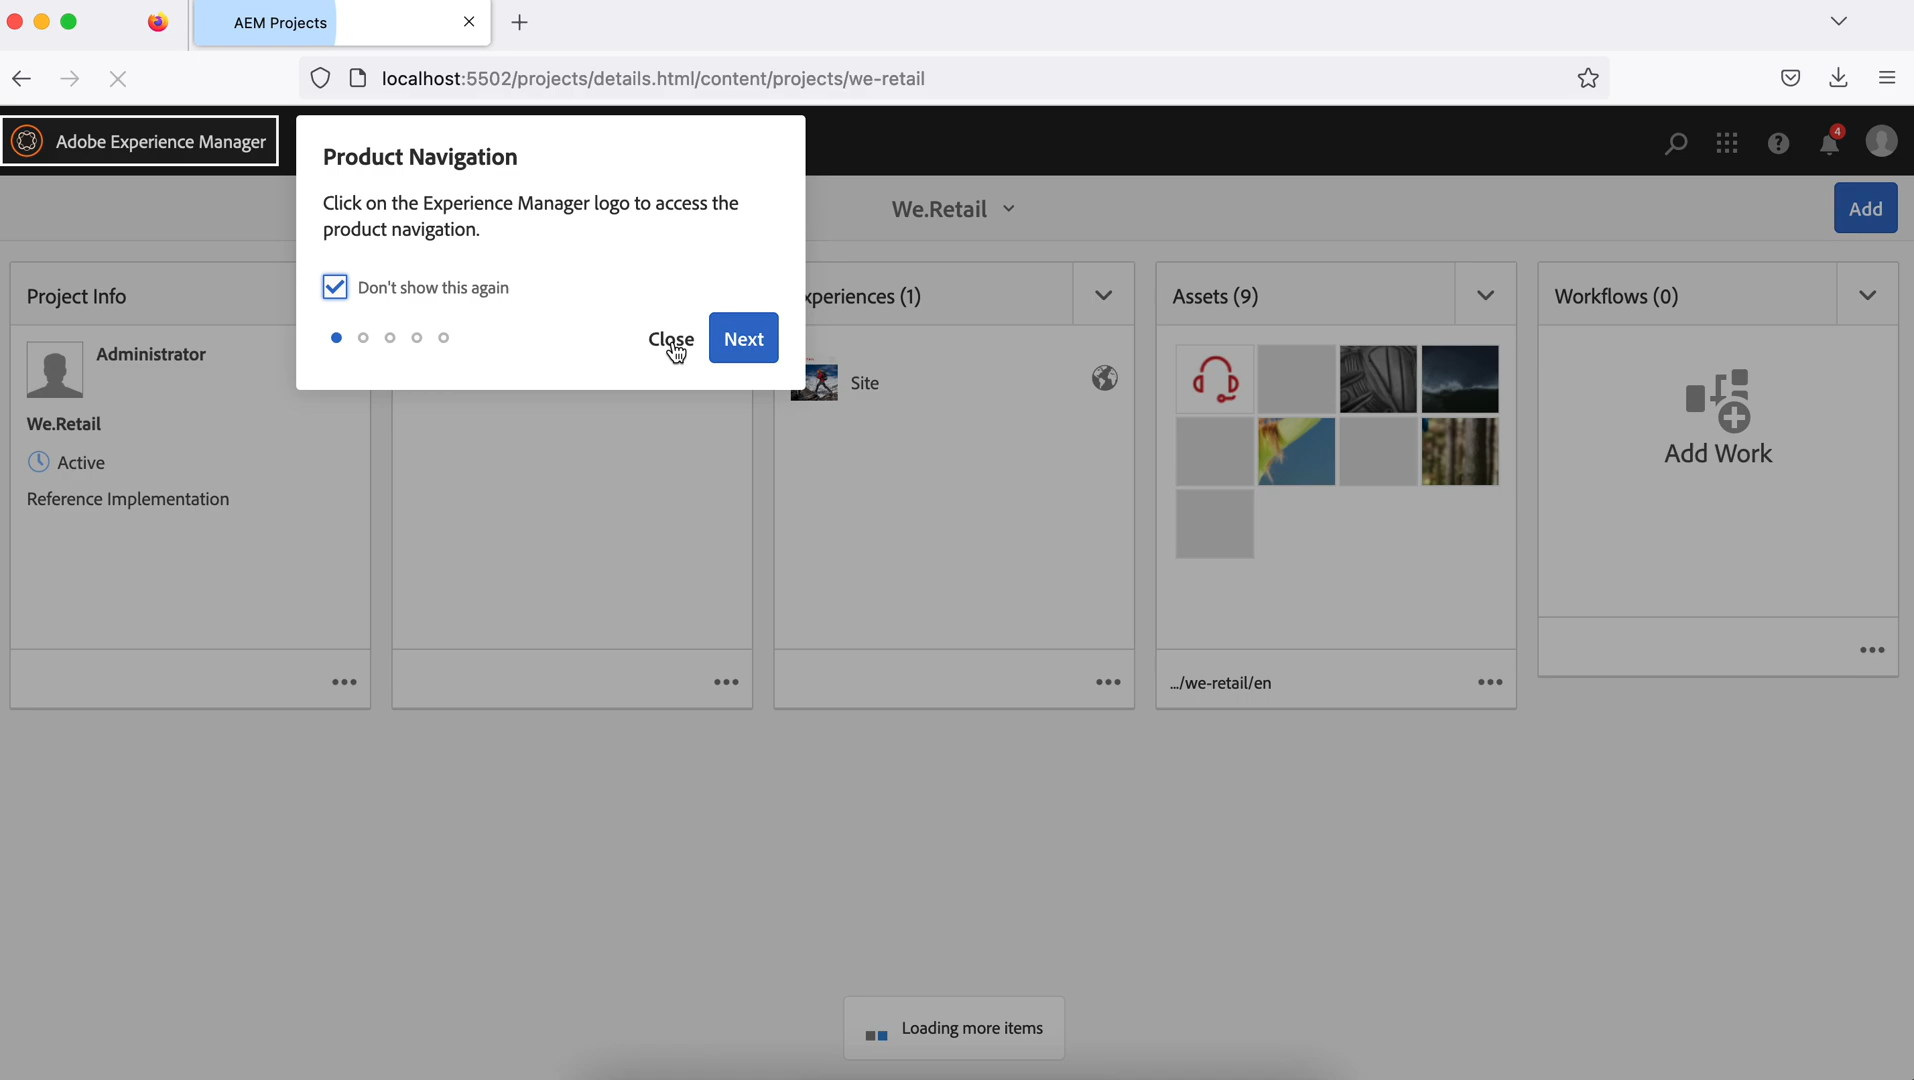 AEM Projects
localhost:5502/projects/details.html/content/projects/we-retail
Adobe Experience Manager
4
Product Navigation
Click on the Experience Manager logo to access the
product navigation.
Don't show this again
Close
Next
We.Retail
Add
Project Info
Administrator
We.Retail
Active
Reference Implementation
xperiences (1)
Site
Assets (9)
../we-retail/en
Workflows (0)
Add Work
Loading more items